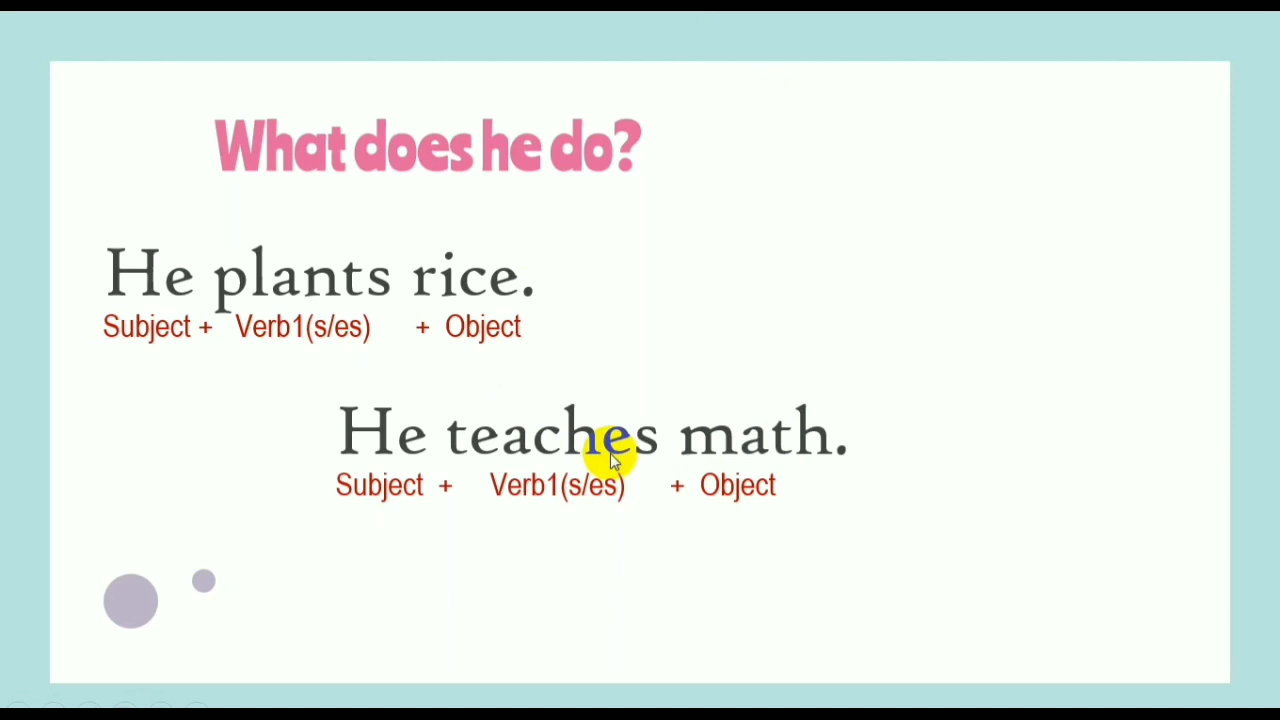 What does he do?
He plants rice.
Subject + Verb1(s/es) + Object
He teaches math.
Subject + Verb1(s/es) + Object